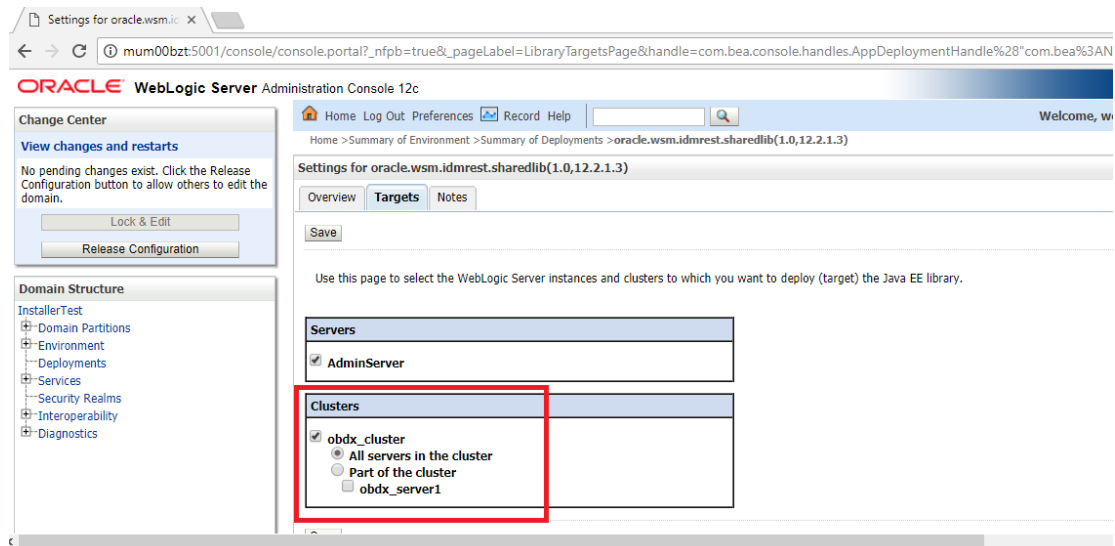 Settings for oracle.wsm.ic
mum00bzt:5001/console/console.portal?_nfpb=true&_pageLabel=LibraryTargetsPage&handle=com.bea.console.handles.AppDeploymentHandle%28"com.bea%3AN
ORACLE WebLogic Server Administration Console 12c
Change Center
View changes and restarts
No pending changes exist. Click the Release
Configuration button to allow others to edit the
domain.
Lock & Edit
Release Configuration
Domain Structure
InstallerTest
Domain Partitions
Environment
Deployments
Services
Security Realms
Interoperability
Diagnostics
Home Log Out Preferences Record Help
Welcome, we
Home >Summary of Environment >Summary of Deployments >oracle.wsm.idmrest.sharedlib(1.0,12.2.1.3)
Settings for oracle.wsm.idmrest.sharedlib(1.0,12.2.1.3)
Overview Targets Notes
Save
Use this page to select the WebLogic Server instances and clusters to which you want to deploy (target) the Java EE library.
Servers
AdminServer
Clusters
obdx_cluster
All servers in the cluster
Part of the cluster
obdx_server1